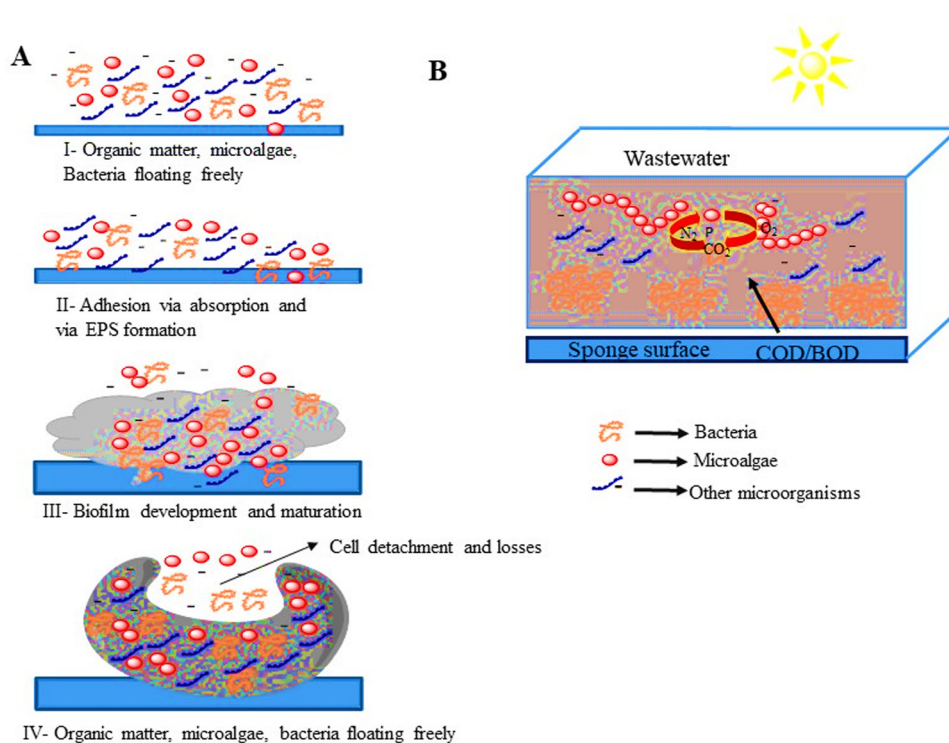 A
I- Organic matter, microalgae,
Bacteria floating freely
II- Adhesion via absorption and
via EPS formation
III- Biofilm development and maturation
Cell detachment and losses
IV- Organic matter, microalgae, bacteria floating freely
B
Wastewater
N2 P O2
CO2
Sponge surface COD/BOD
Bacteria
Microalgae
Other microorganisms